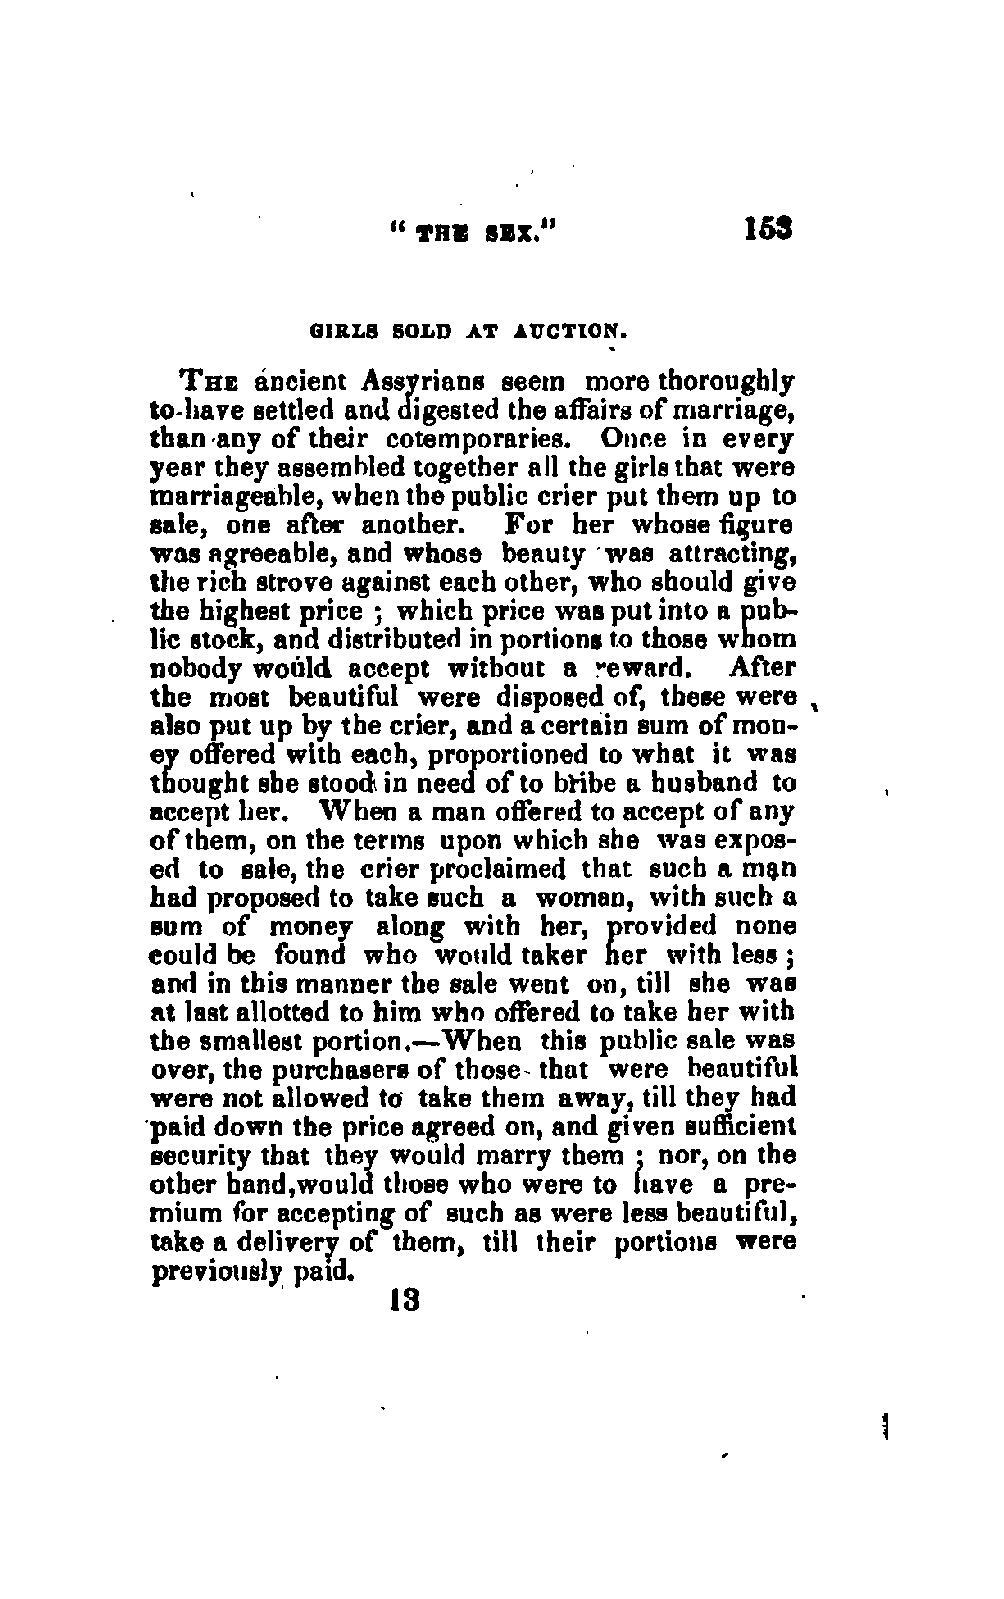 "THE SEX." 153
GIRLS SOLD AT AUCTION.
THE ancient Assyrians seem more thoroughly
to have settled and digested the affairs of marriage,
than any of their cotemporaries. Once in every
year they assembled together all the girls that were
marriageable, when the public crier put them up to
sale, one after another. For her whose figure
was agreeable, and whose beauty was attracting,
the rich strove against each other, who should give
the highest price ; which price was put into a pub-
lic stock, and distributed in portions to those whom
nobody would accept without a reward. After
the most beautiful were disposed of, these were
also put up by the crier, and a certain sum of mon-
ey offered with each, proportioned to what it was
thought she stood in need of to bribe a husband to
accept her. When a man offered to accept of any
of them, on the terms upon which she was expos-
ed to sale, the crier proclaimed that such a man
had proposed to take such a woman, with such a
sum of money along with her, provided none
could be found who would taker her with less ;
and in this manner the sale went on, till she was
at last allotted to him who offered to take her with
the smallest portion.—When this public sale was
over, the purchasers of those that were beautiful
were not allowed to take them away, till they had
paid down the price agreed on, and given sufficient
security that they would marry them ; nor, on the
other hand, would those who were to have a pre-
mium for accepting of such as were less beautiful,
take a delivery of them, till their portions were
previously paid.
13